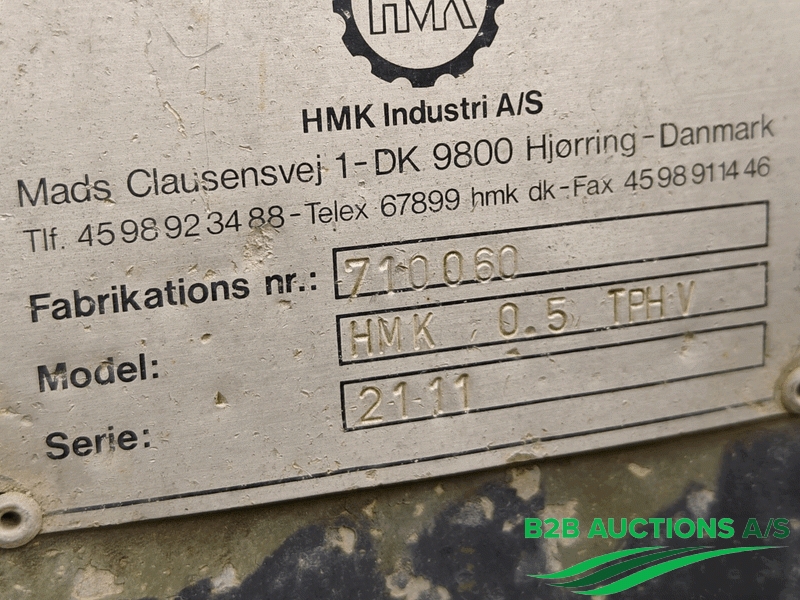 HMK
HMK Industri A/S
Mads Clausensvej 1-DK 9800 Hjørring-Danmark
Tlf. 45 98 92 34 88-Telex 67899 hmk dk-Fax 45 98 91 14 46
Fabrikations nr.: 710060
Model: HMK 0.5 TPH V
Serie: 2111
B2B AUCTIONS A/S